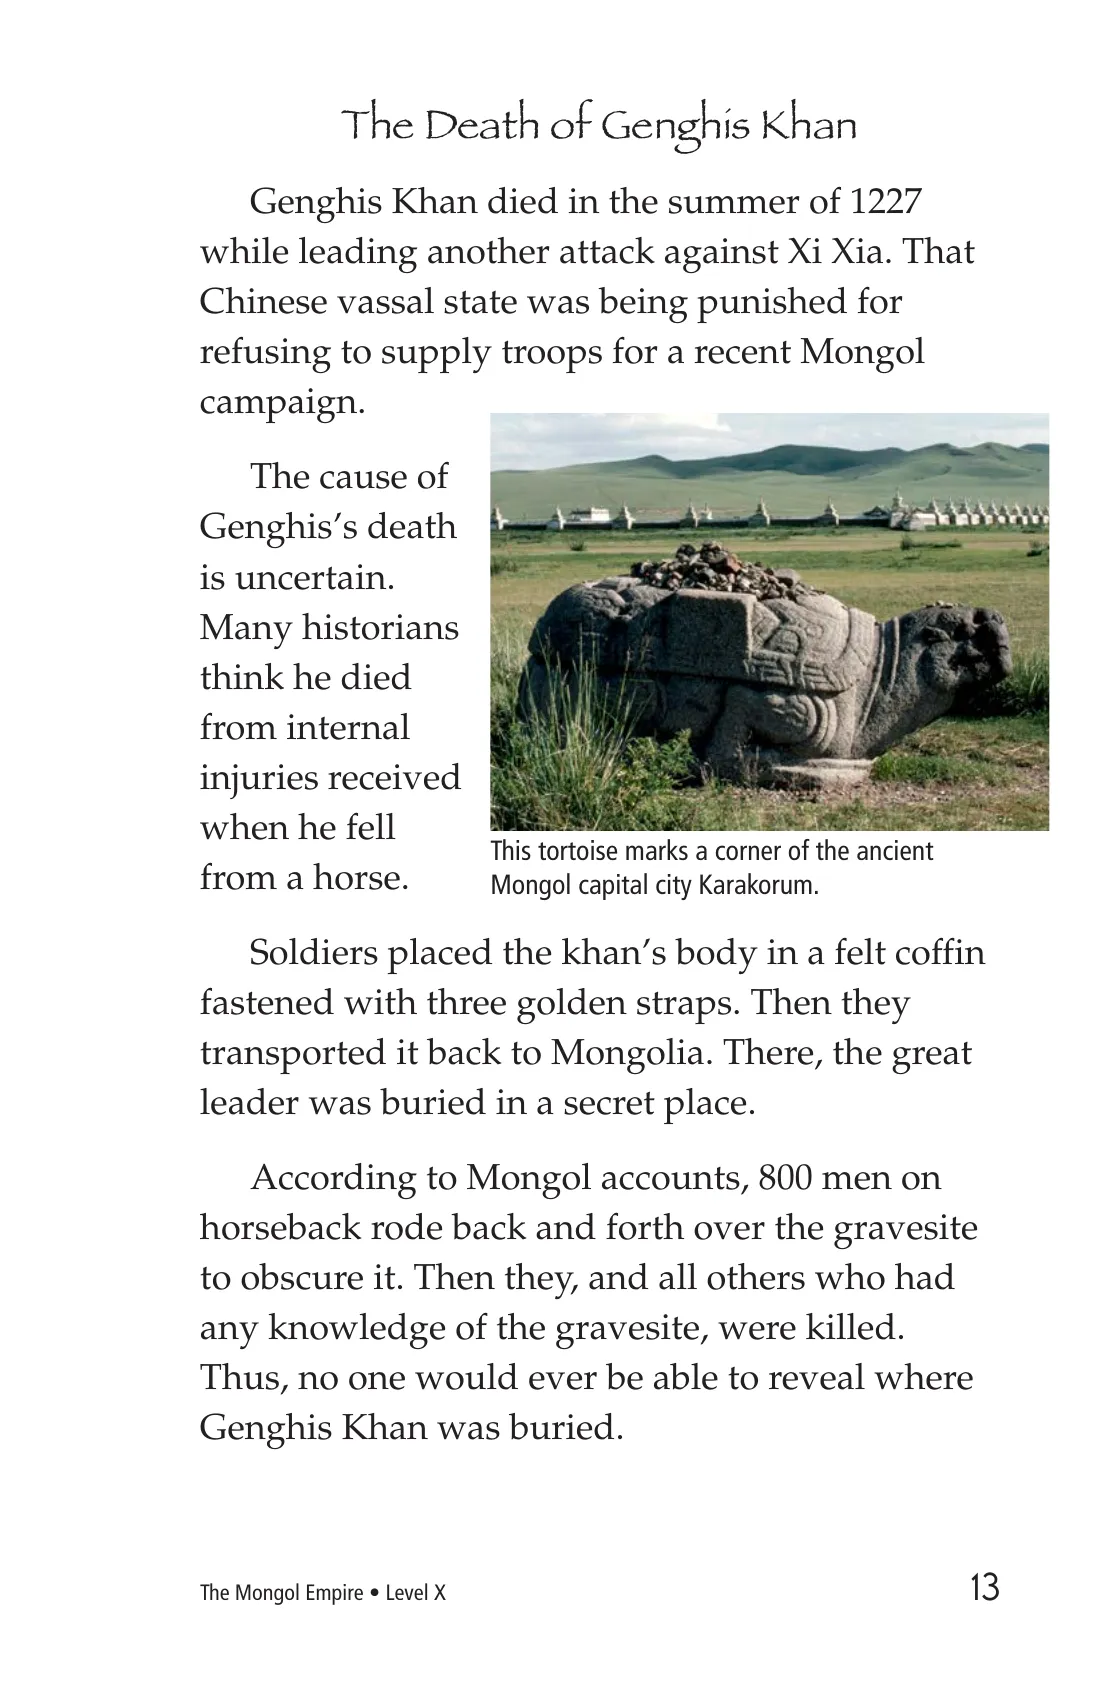 The Death of Genghis Khan
Genghis Khan died in the summer of 1227
while leading another attack against Xi Xia. That
Chinese vassal state was being punished for
refusing to supply troops for a recent Mongol
campaign.
The cause of
Genghis’s death
is uncertain.
Many historians
think he died
from internal
injuries received
when he fell
from a horse.
This tortoise marks a corner of the ancient
Mongol capital city Karakorum.
Soldiers placed the khan’s body in a felt coffin
fastened with three golden straps. Then they
transported it back to Mongolia. There, the great
leader was buried in a secret place.
According to Mongol accounts, 800 men on
horseback rode back and forth over the gravesite
to obscure it. Then they, and all others who had
any knowledge of the gravesite, were killed.
Thus, no one would ever be able to reveal where
Genghis Khan was buried.
The Mongol Empire • Level X
13